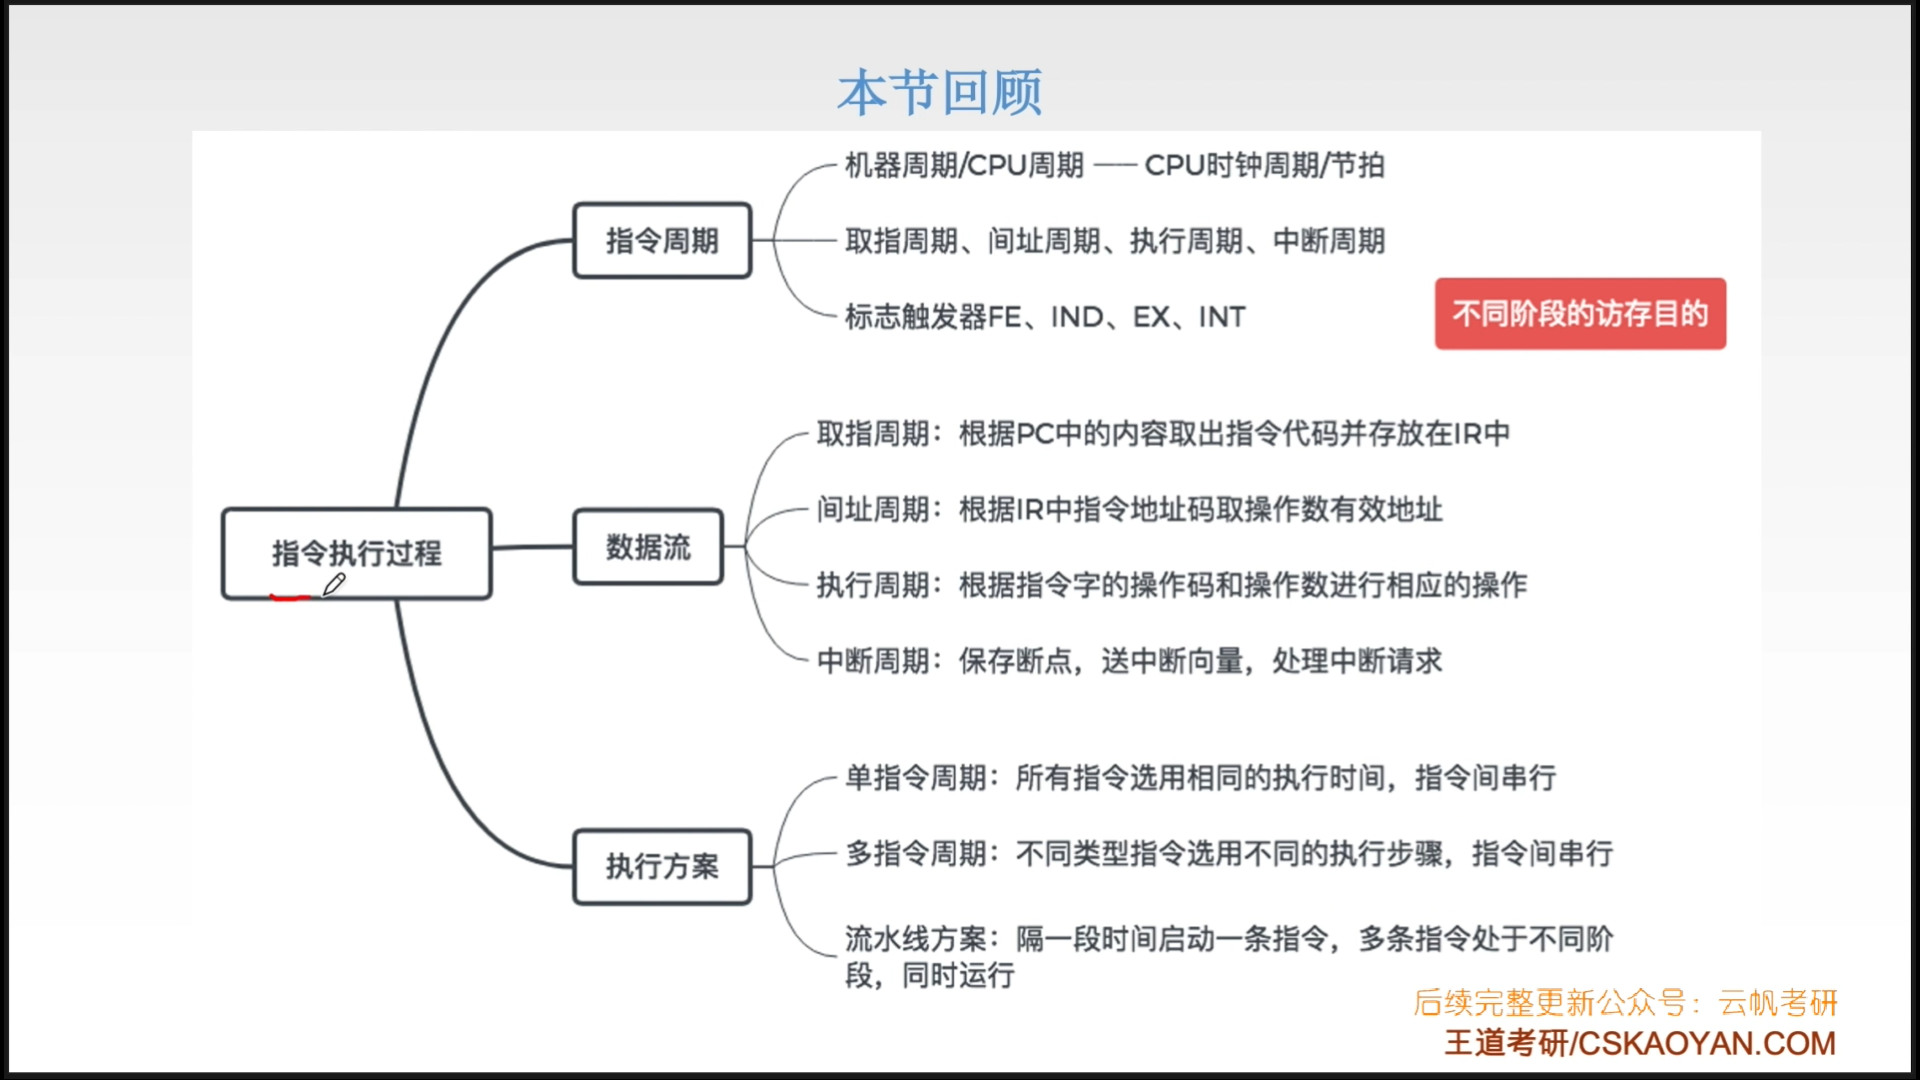 本节回顾
机器周期/CPU周期 —— CPU时钟周期/节拍
指令周期
取指周期、间址周期、执行周期、中断周期
标志触发器FE、IND、EX、INT
不同阶段的访存目的
取指周期：根据PC中的内容取出指令代码并存放在IR中
间址周期：根据IR中指令地址码取操作数有效地址
指令执行过程
数据流
执行周期：根据指令字的操作码和操作数进行相应的操作
中断周期：保存断点，送中断向量，处理中断请求
单指令周期：所有指令选用相同的执行时间，指令间串行
执行方案
多指令周期：不同类型指令选用不同的执行步骤，指令间串行
流水线方案：隔一段时间启动一条指令，多条指令处于不同阶
段，同时运行
后续完整更新公众号：云帆考研
王道考研/CSKAOYAN.COM